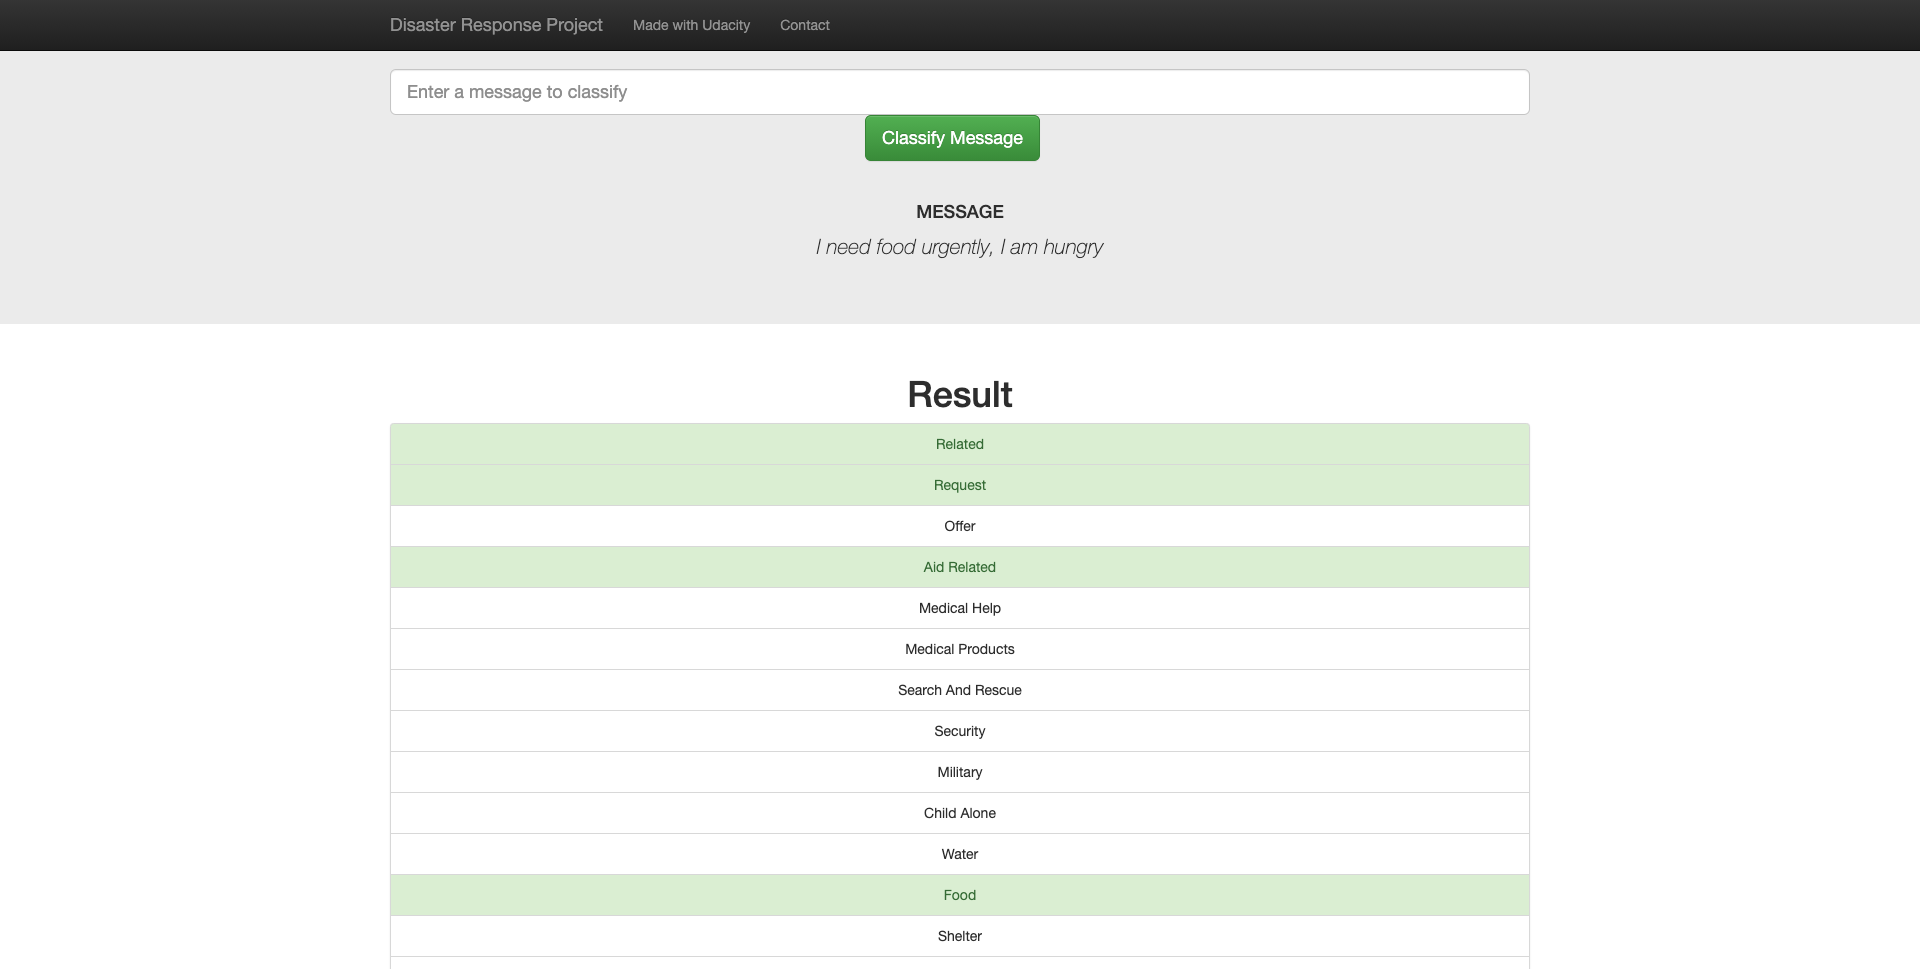 Disaster Response Project Made with Udacity Contact
Enter a message to classify
Classify Message
MESSAGE
I need food urgently, I am hungry
Result
Related
Request
Offer
Aid Related
Medical Help
Medical Products
Search And Rescue
Security
Military
Child Alone
Water
Food
Shelter